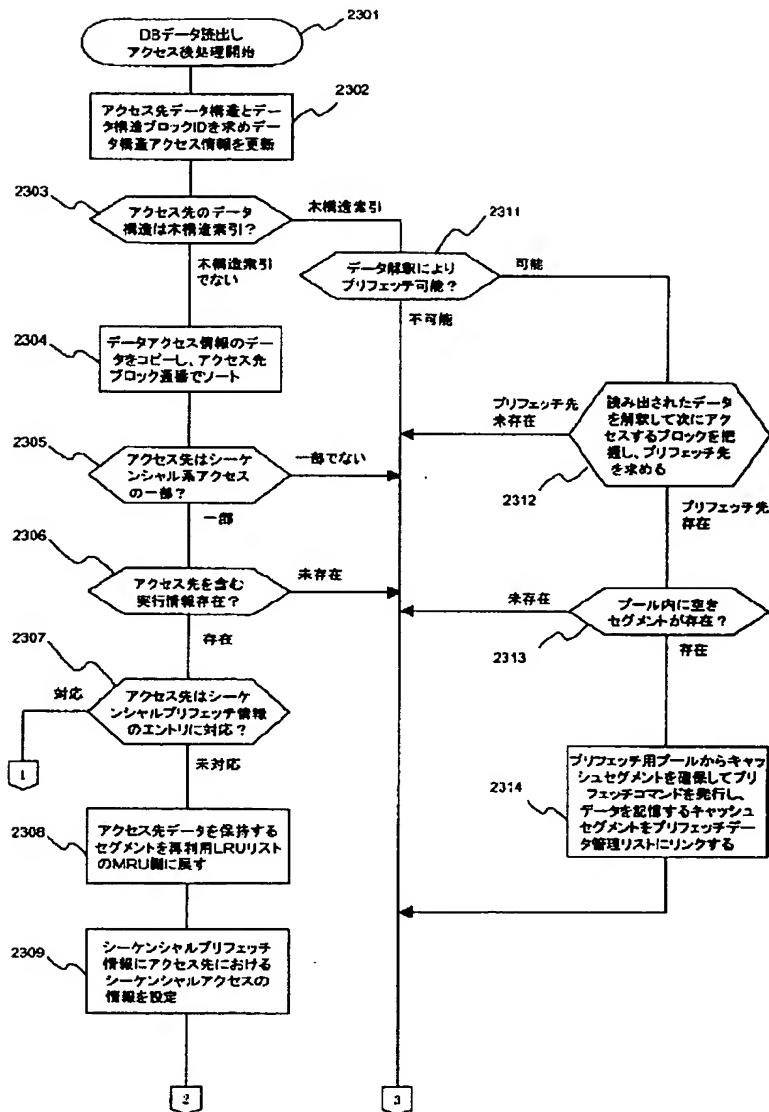 2301
DBデータ読出し
アクセス後処理開始
2302
アクセス先データ構造とデー
タ構造ブロックIDを求めデー
タ構造アクセス情報を更新
2303
アクセス先のデータ
構造は木構造索引?
木構造索引
木構造索引
でない
2311
データ解釈により
プリフェッチ可能?
可能
不可能
2304
データアクセス情報のデー
タをコピーし、アクセス先
ブロック通番でソート
プリフェッチ先
未存在
読み出されたデータ
を解釈して次にアク
セスするブロックを把
握し、プリフェッチ先
を求める
2312
プリフェッチ先
存在
2305
アクセス先はシーケ
ンシャル系アクセス
の一部?
一部でない
一部
2306
アクセス先を含む
実行情報存在?
未存在
存在
未存在
プール内に空き
セグメントが存在?
2313
存在
2307
対応
アクセス先はシーケ
ンシャルプリフェッチ情報
のエントリに対応?
1
未対応
2314
プリフェッチ用プールからキャッ
シュセグメントを確保してプリ
フェッチコマンドを発行し、
データを記憶するキャッシュ
セグメントをプリフェッチデー
タ管理リストにリンクする
2308
アクセス先データを保持する
セグメントを再利用LRUリスト
のMRU側に戻す
2309
シーケンシャルプリフェッチ
情報にアクセス先における
シーケンシャルアクセスの
情報を設定
2
3